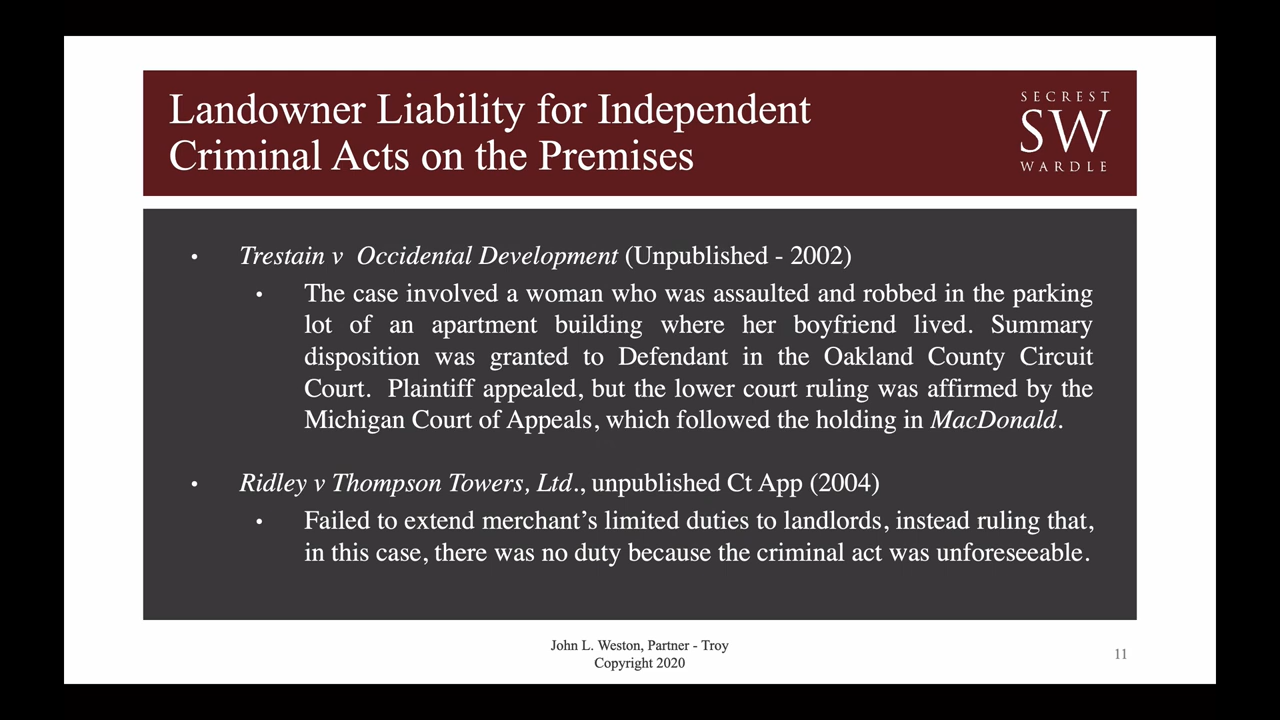 Landowner Liability for Independent
Criminal Acts on the Premises
SECREST
SW
WARDLE
• Trestain v Occidental Development (Unpublished - 2002)
• The case involved a woman who was assaulted and robbed in the parking
lot of an apartment building where her boyfriend lived. Summary
disposition was granted to Defendant in the Oakland County Circuit
Court. Plaintiff appealed, but the lower court ruling was affirmed by the
Michigan Court of Appeals, which followed the holding in MacDonald.
• Ridley v Thompson Towers, Ltd., unpublished Ct App (2004)
• Failed to extend merchant’s limited duties to landlords, instead ruling that,
in this case, there was no duty because the criminal act was unforeseeable.
John L. Weston, Partner - Troy
Copyright 2020
11